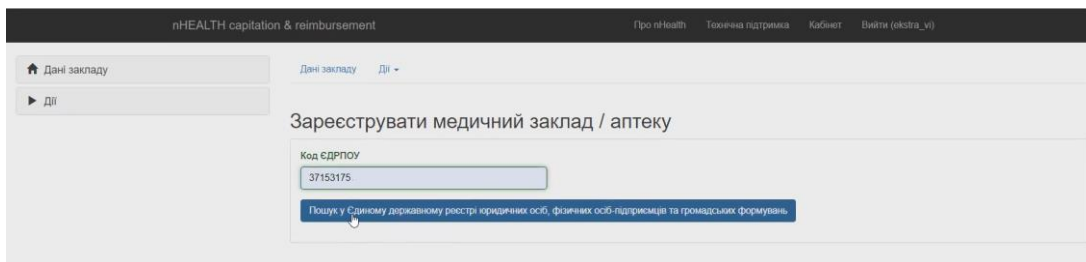 nHEALTH capitation & reimbursement Про nHealth Технічна підтримка Кабінет Вийти (ekstra_vi)
Дані закладу
Дії
Дані закладу Дії
Зареєструвати медичний заклад / аптеку
Код ЄДРПОУ
37153175
Пошук у Єдиному державному реєстрі юридичних осіб, фізичних осіб-підприємців та громадських формувань